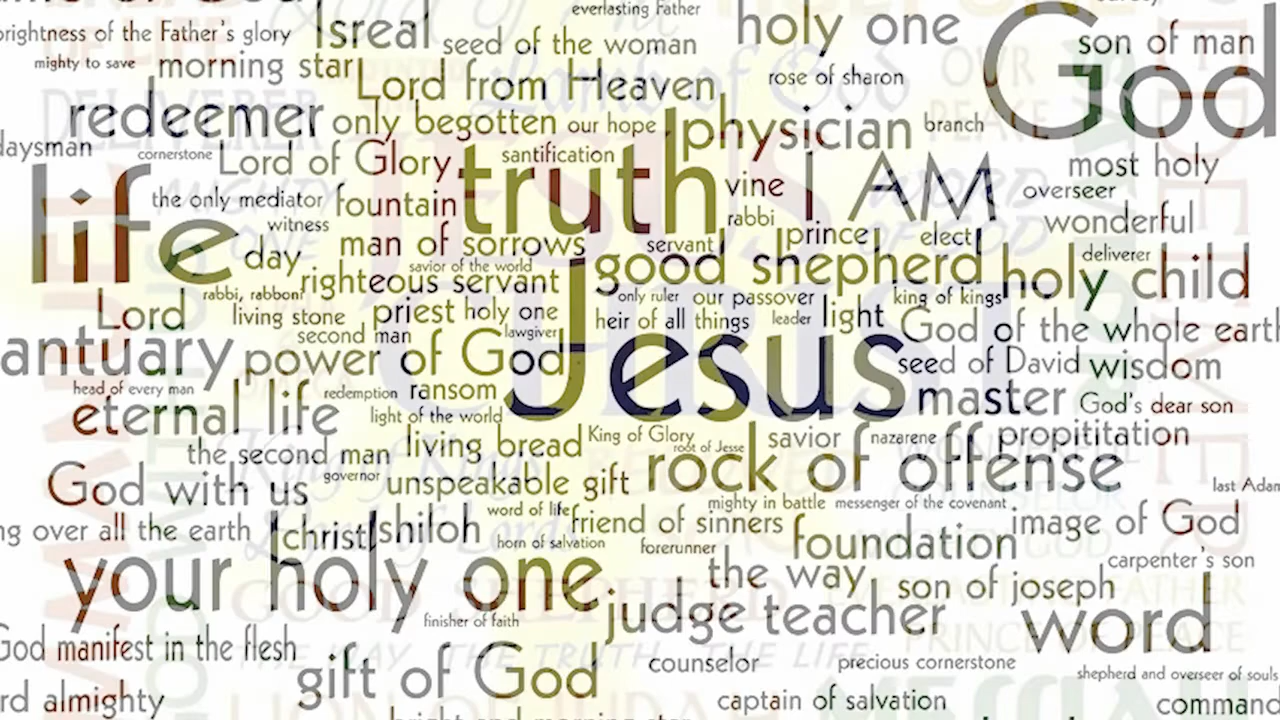 everlasting Father
brightness of the Father's glory
Isreal
seed of the woman
holy one
God
son of man
mighty to save
morning star
Lord from Heaven
rose of sharon
redeemer
only begotten
our hope
physician
branch
daysman
cornerstone
Lord of Glory
santification
truth
most holy
life
the only mediator
fountain
vine
I AM
overseer
witness
rabbi
wonderful
day
man of sorrows
servant
prince
elect
deliverer
savior of the world
good shepherd
holy child
righteous servant
rabbi, rabboni
only ruler
our passover
king of kings
Lord
living stone
priest
holy one
heir of all things
leader
light
God of the whole earth
second man
lawgiver
antuary
power of God
Jesus
seed of David
wisdom
head of every man
redemption
ransom
master
God's dear son
eternal life
light of the world
living bread
King of Glory
root of Jesse
savior
nazarene
propititation
the second man
rock of offense
God with us
governor
unspeakable gift
last Adam
mighty in battle
messenger of the covenant
word of life
ng over all the earth
christ
shiloh
friend of sinners
image of God
horn of salvation
forerunner
foundation
carpenter's son
your holy one
the way
son of joseph
finisher of faith
judge
teacher
word
God manifest in the flesh
gift of God
counselor
precious cornerstone
shepherd and overseer of souls
rd almighty
captain of salvation
command
bright and morning star